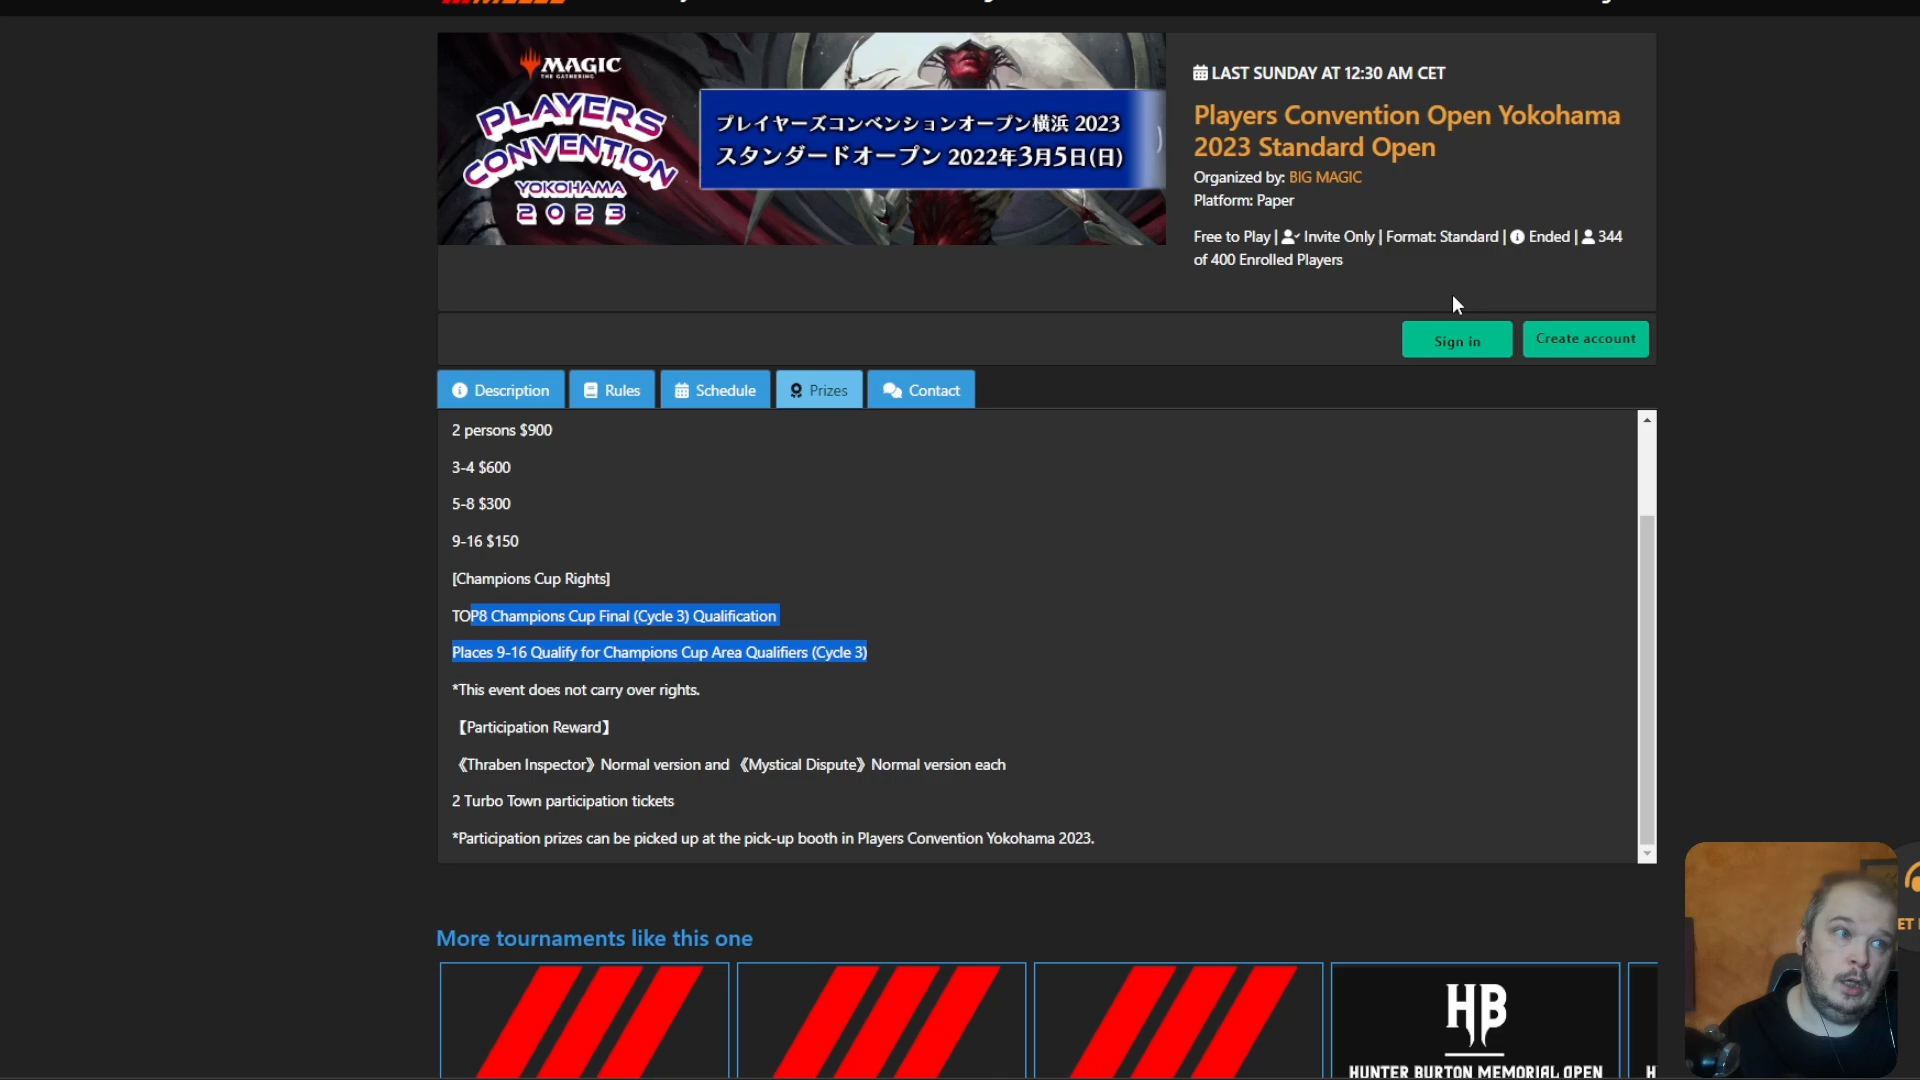 MAGIC
THE GATHERING
PLAYERS
CONVENTION
YOKOHAMA
2023
プレイヤーズコンベンションオープン横浜 2023
スタンダードオープン 2022年3月5日(日)
LAST SUNDAY AT 12:30 AM CET
Players Convention Open Yokohama
2023 Standard Open
Organized by: BIG MAGIC
Platform: Paper
Free to Play | Invite Only | Format: Standard | Ended | 344
of 400 Enrolled Players
Sign in
Create account
Description
Rules
Schedule
Prizes
Contact
2 persons $900
3-4 $600
5-8 $300
9-16 $150
[Champions Cup Rights]
TOP8 Champions Cup Final (Cycle 3) Qualification
Places 9-16 Qualify for Champions Cup Area Qualifiers (Cycle 3)
*This event does not carry over rights.
【Participation Reward】
《Thraben Inspector》Normal version and 《Mystical Dispute》Normal version each
2 Turbo Town participation tickets
*Participation prizes can be picked up at the pick-up booth in Players Convention Yokohama 2023.
More tournaments like this one
HB
HUNTER BURTON MEMORIAL OPEN
H